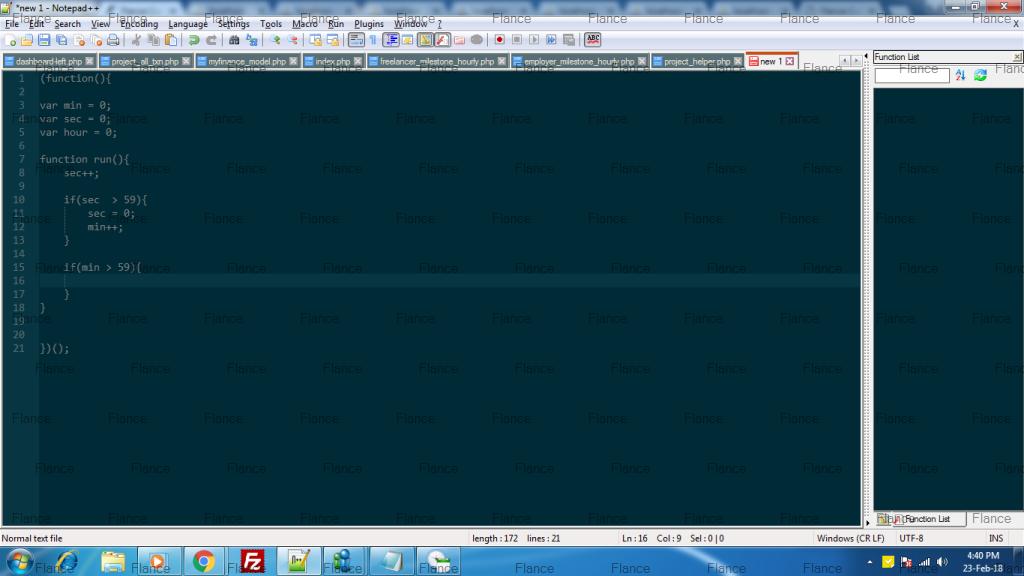 *new 1 - Notepad++
File Edit Search View Encoding Language Settings Tools Macro Run Plugins Window ? X
dashboard-left.php project_all_txn.php myfinance_model.php index.php freelancer_milestone_hourly.php employer_milestone_hourly.php project_helper.php new 1
Function List
1 (function(){
2
3 var min = 0;
4 var sec = 0;
5 var hour = 0;
6
7 function run(){
8 sec++;
9
10 if(sec  > 59){
11 sec = 0;
12 min++;
13 }
14
15 if(min > 59){
16
17 }
18 }
19
20
21 })();
Function List
Normal text file length : 172 lines : 21 Ln : 16 Col : 9 Sel : 0 | 0 Windows (CR LF) UTF-8 INS
4:40 PM
23-Feb-18
Flance